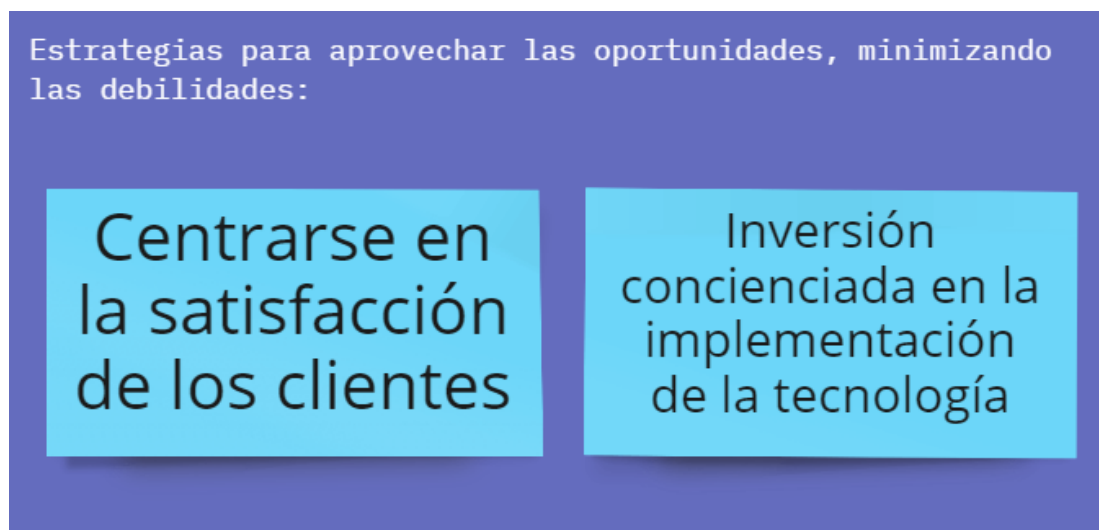 Estrategias para aprovechar las oportunidades, minimizando
las debilidades:
Centrarse en
la satisfacción
de los clientes
Inversión
concienciada en la
implementación
de la tecnología